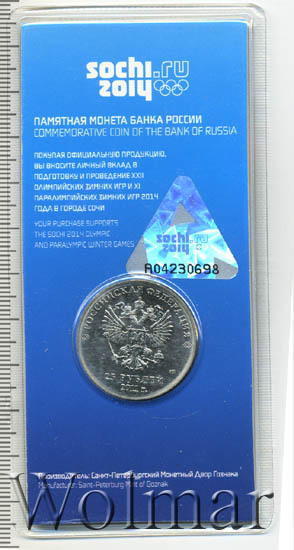 sochi.ru
2014
ПАМЯТНАЯ МОНЕТА БАНКА РОССИИ
COMMEMORATIVE COIN OF THE BANK OF RUSSIA
ПОКУПАЯ ОФИЦИАЛЬНУЮ ПРОДУКЦИЮ,
ВЫ ВНОСИТЕ ЛИЧНЫЙ ВКЛАД В
ПОДГОТОВКУ И ПРОВЕДЕНИЕ XXII
ОЛИМПИЙСКИХ ЗИМНИХ ИГР И XI
ПАРАЛИМПИЙСКИХ ЗИМНИХ ИГР 2014
ГОДА В ГОРОДЕ СОЧИ
YOUR PURCHASE SUPPORTS
THE SOCHI 2014 OLYMPIC
AND PARALYMPIC WINTER GAMES
sochi.ru
2014
A04230698
РОССИЙСКАЯ ФЕДЕРАЦИЯ
25 РУБЛЕЙ
Производитель: Санкт-Петербургский Монетный Двор Гознака
Manufacturer: Saint-Petersburg Mint of Goznak
Wolmar